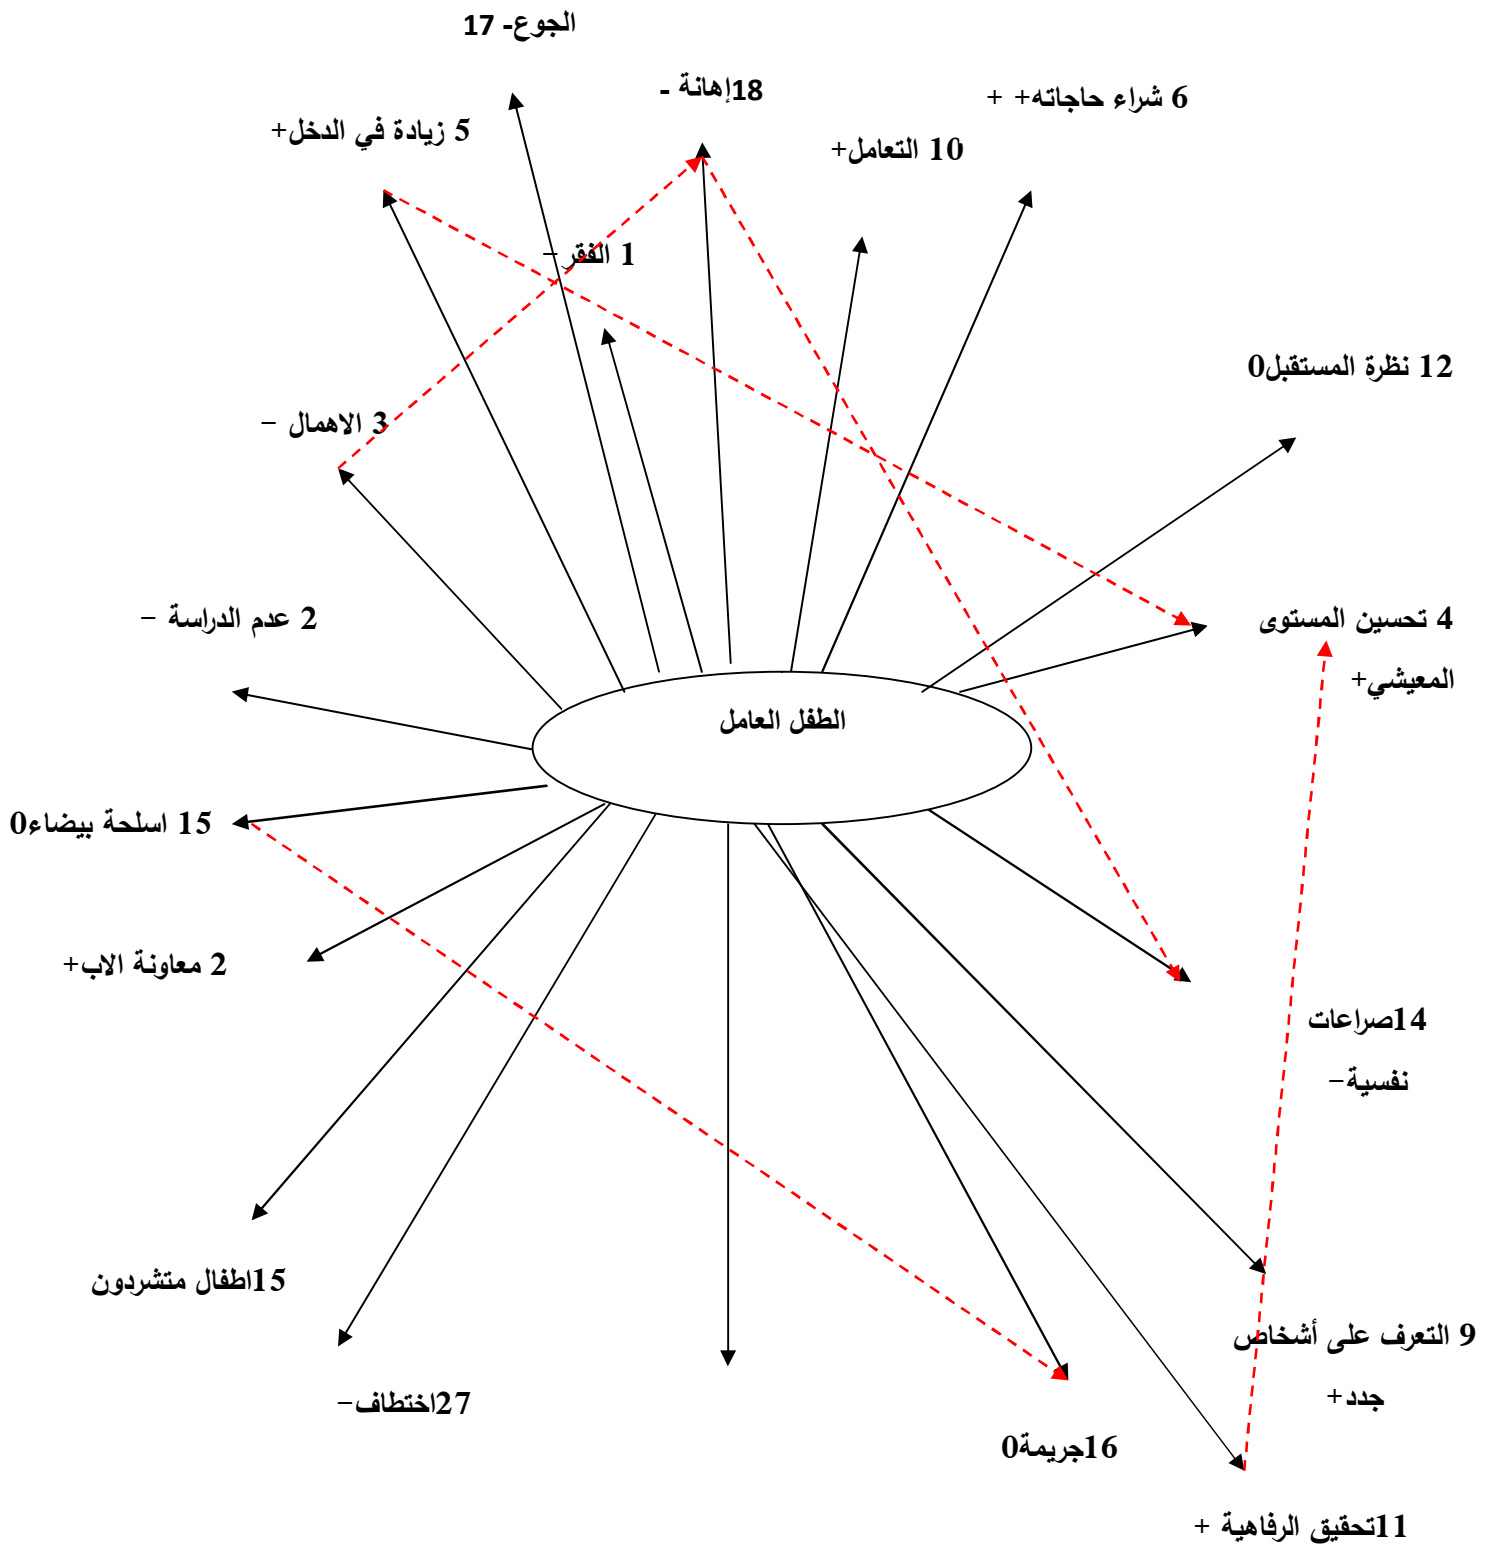 الجوع- 17
18إهانة -
6 شراء حاجاته+ +
5 زيادة في الدخل+
10 التعامل+
1 الفقر–
12 نظرة المستقبل0
3 الاهمال –
2 عدم الدراسة –
4 تحسين المستوى
المعيشي+
الطفل العامل
15 اسلحة بيضاء0
2 معاونة الاب+
14صراعات
نفسية–
15اطفال متشردون
9 التعرف على أشخاص
جدد+
27اختطاف–
16جريمة0
11تحقيق الرفاهية +